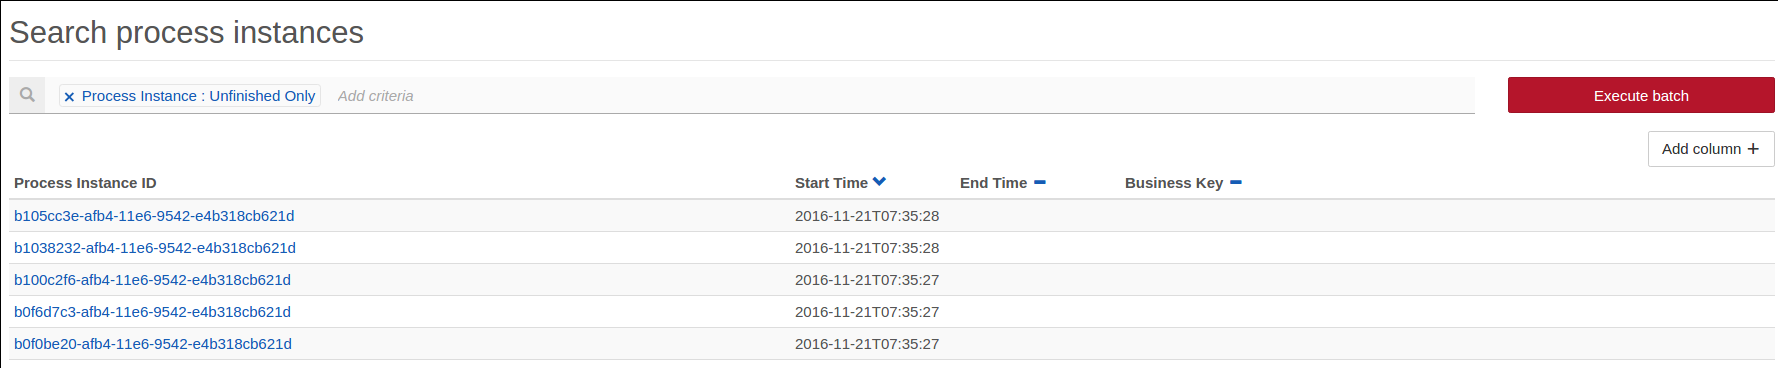 Search process instances
× Process Instance : Unfinished Only Add criteria Execute batch
Add column +
Process Instance ID Start Time End Time Business Key
b105cc3e-afb4-11e6-9542-e4b318cb621d 2016-11-21T07:35:28
b1038232-afb4-11e6-9542-e4b318cb621d 2016-11-21T07:35:28
b100c2f6-afb4-11e6-9542-e4b318cb621d 2016-11-21T07:35:27
b0f6d7c3-afb4-11e6-9542-e4b318cb621d 2016-11-21T07:35:27
b0f0be20-afb4-11e6-9542-e4b318cb621d 2016-11-21T07:35:27